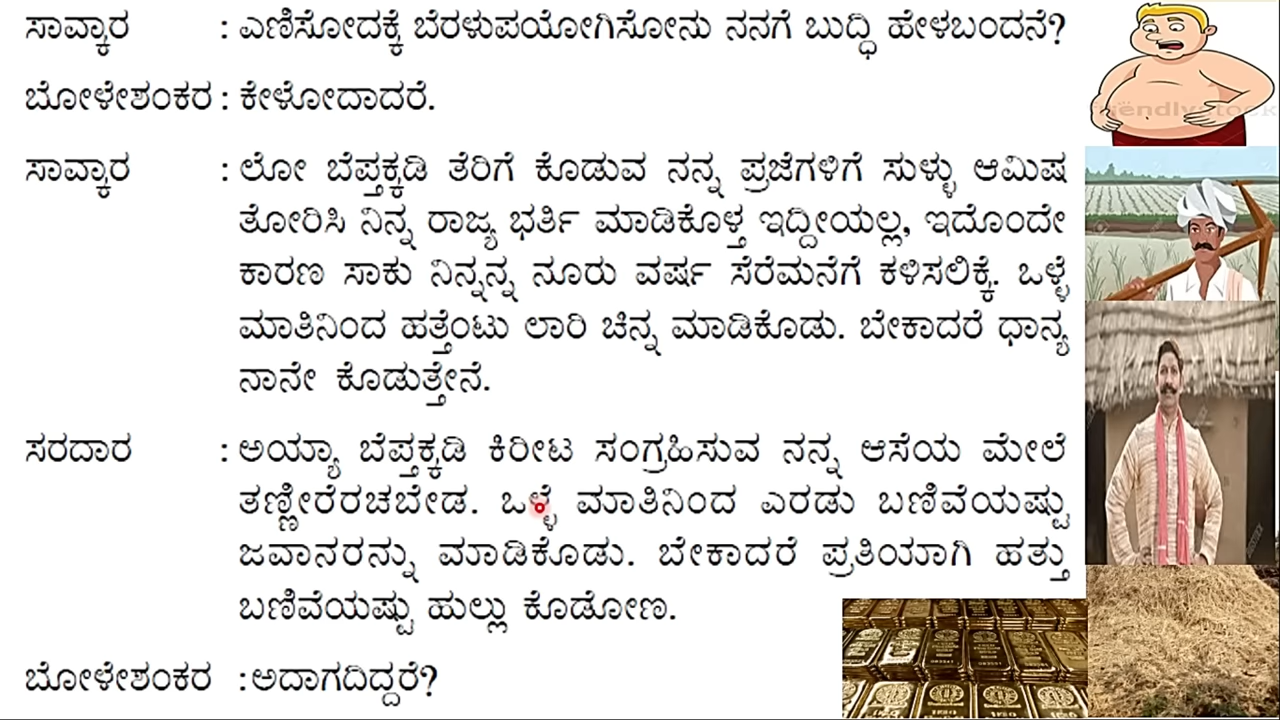 ಸಾವ್ಕಾರ : ಎಣಿಸೋದಕ್ಕೆ ಬೆರಳುಪಯೋಗಿಸೋನು ನನಗೆ ಬುದ್ಧಿ ಹೇಳಬಂದನೆ?
ಬೋಳೇಶಂಕರ : ಕೇಳೋದಾದರೆ.
ಸಾವ್ಕಾರ : ಲೋ ಬೆಪ್ತಕ್ಕಡಿ ತೆರಿಗೆ ಕೊಡುವ ನನ್ನ ಪ್ರಜೆಗಳಿಗೆ ಸುಳ್ಳು ಆಮಿಷ
ತೋರಿಸಿ ನಿನ್ನ ರಾಜ್ಯ ಭರ್ತಿ ಮಾಡಿಕೊಳ್ತ ಇದ್ದೀಯಲ್ಲ, ಇದೊಂದೇ
ಕಾರಣ ಸಾಕು ನಿನ್ನನ್ನ ನೂರು ವರ್ಷ ಸೆರೆಮನೆಗೆ ಕಳಿಸಲಿಕ್ಕೆ. ಒಳ್ಳೆ
ಮಾತಿನಿಂದ ಹತ್ತೆಂಟು ಲಾರಿ ಚಿನ್ನ ಮಾಡಿಕೊಡು. ಬೇಕಾದರೆ ಧಾನ್ಯ
ನಾನೇ ಕೊಡುತ್ತೇನೆ.
ಸರದಾರ : ಅಯ್ಯಾ ಬೆಪ್ತಕ್ಕಡಿ ಕಿರೀಟ ಸಂಗ್ರಹಿಸುವ ನನ್ನ ಆಸೆಯ ಮೇಲೆ
ತಣ್ಣೀರೆರಚಬೇಡ. ಒಳ್ಳೆ ಮಾತಿನಿಂದ ಎರಡು ಬಣಿವೆಯಷ್ಟು
ಜವಾನರನ್ನು ಮಾಡಿಕೊಡು. ಬೇಕಾದರೆ ಪ್ರತಿಯಾಗಿ ಹತ್ತು
ಬಣಿವೆಯಷ್ಟು ಹುಲ್ಲು ಕೊಡೋಣ.
ಬೋಳೇಶಂಕರ : ಅದಾಗದಿದ್ದರೆ?